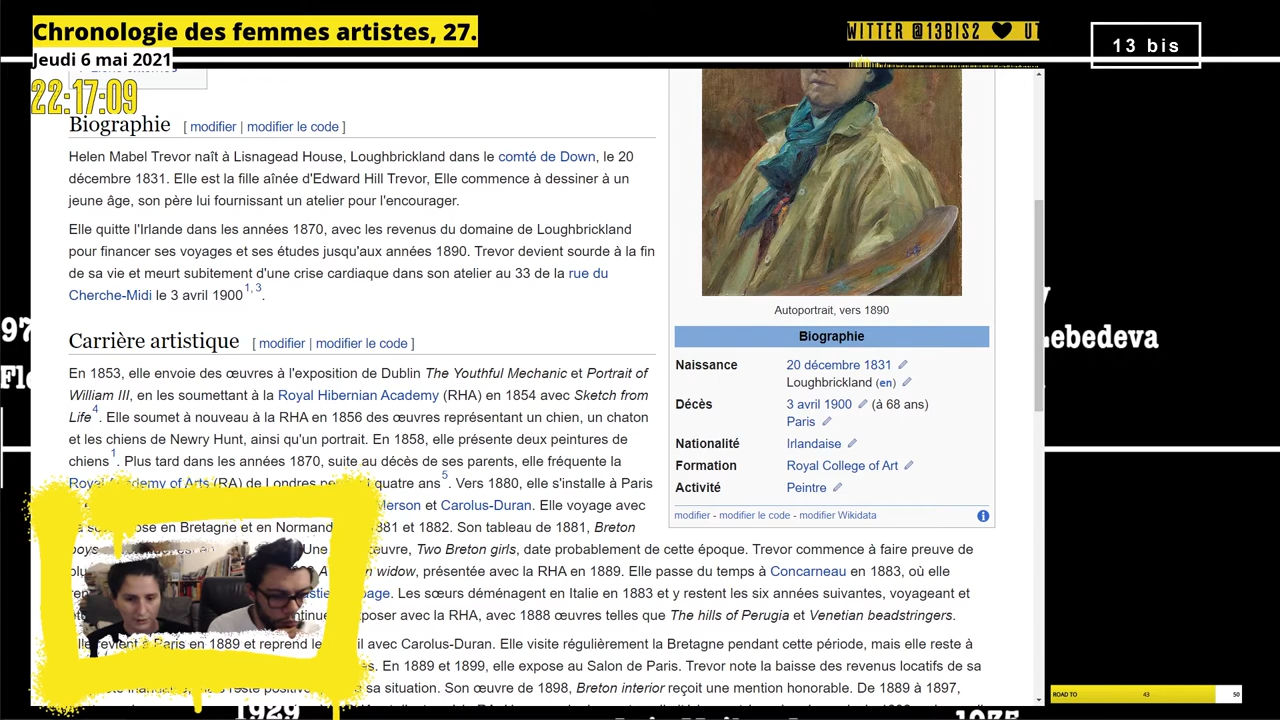 Chronologie des femmes artistes, 27.
WITTER @13BIS2
13 bis
Jeudi 6 mai 2021
22:17:09
Biographie [ modifier | modifier le code ]
Helen Mabel Trevor naît à Lisnagead House, Loughbrickland dans le comté de Down, le 20
décembre 1831. Elle est la fille aînée d'Edward Hill Trevor, Elle commence à dessiner à un
jeune âge, son père lui fournissant un atelier pour l'encourager.
Elle quitte l'Irlande dans les années 1870, avec les revenus du domaine de Loughbrickland
pour financer ses voyages et ses études jusqu'aux années 1890. Trevor devient sourde à la fin
de sa vie et meurt subitement d'une crise cardiaque dans son atelier au 33 de la rue du
Cherche-Midi le 3 avril 1900 1, 3.
Carrière artistique [ modifier | modifier le code ]
En 1853, elle envoie des œuvres à l'exposition de Dublin The Youthful Mechanic et Portrait of
William III, en les soumettant à la Royal Hibernian Academy (RHA) en 1854 avec Sketch from
Life 4. Elle soumet à nouveau à la RHA en 1856 des œuvres représentant un chien, un chaton
et les chiens de Newry Hunt, ainsi qu'un portrait. En 1858, elle présente deux peintures de
chiens 1. Plus tard dans les années 1870, suite au décès de ses parents, elle fréquente la
Royal Academy of Arts (RA) de Londres quatre ans 5. Vers 1880, elle s'installe à Paris
Merson et Carolus-Duran. Elle voyage avec
en Bretagne et en 1881 et 1882. Son tableau de 1881, Breton
boys Une Two Breton girls, date probablement de cette époque. Trevor commence à faire preuve de
widow, présentée avec la RHA en 1889. Elle passe du temps à Concarneau en 1883, où elle
Les sœurs déménagent en Italie en 1883 et y restent les six années suivantes, voyageant et
exposer avec la RHA, avec 1888 œuvres telles que The hills of Perugia et Venetian beadstringers.
Elle revient à Paris en 1889 et reprend avec Carolus-Duran. Elle visite régulièrement la Bretagne pendant cette période, mais elle reste à
En 1889 et 1899, elle expose au Salon de Paris. Trevor note la baisse des revenus locatifs de sa
sa situation. Son œuvre de 1898, Breton interior reçoit une mention honorable. De 1889 à 1897,
Autoportrait, vers 1890
Biographie
Naissance 20 décembre 1831
Loughbrickland (en)
Décès 3 avril 1900 (à 68 ans)
Paris
Nationalité Irlandaise
Formation Royal College of Art
Activité Peintre
modifier - modifier le code - modifier Wikidata
Lebedeva
1929
1975
ROAD TO 43 50